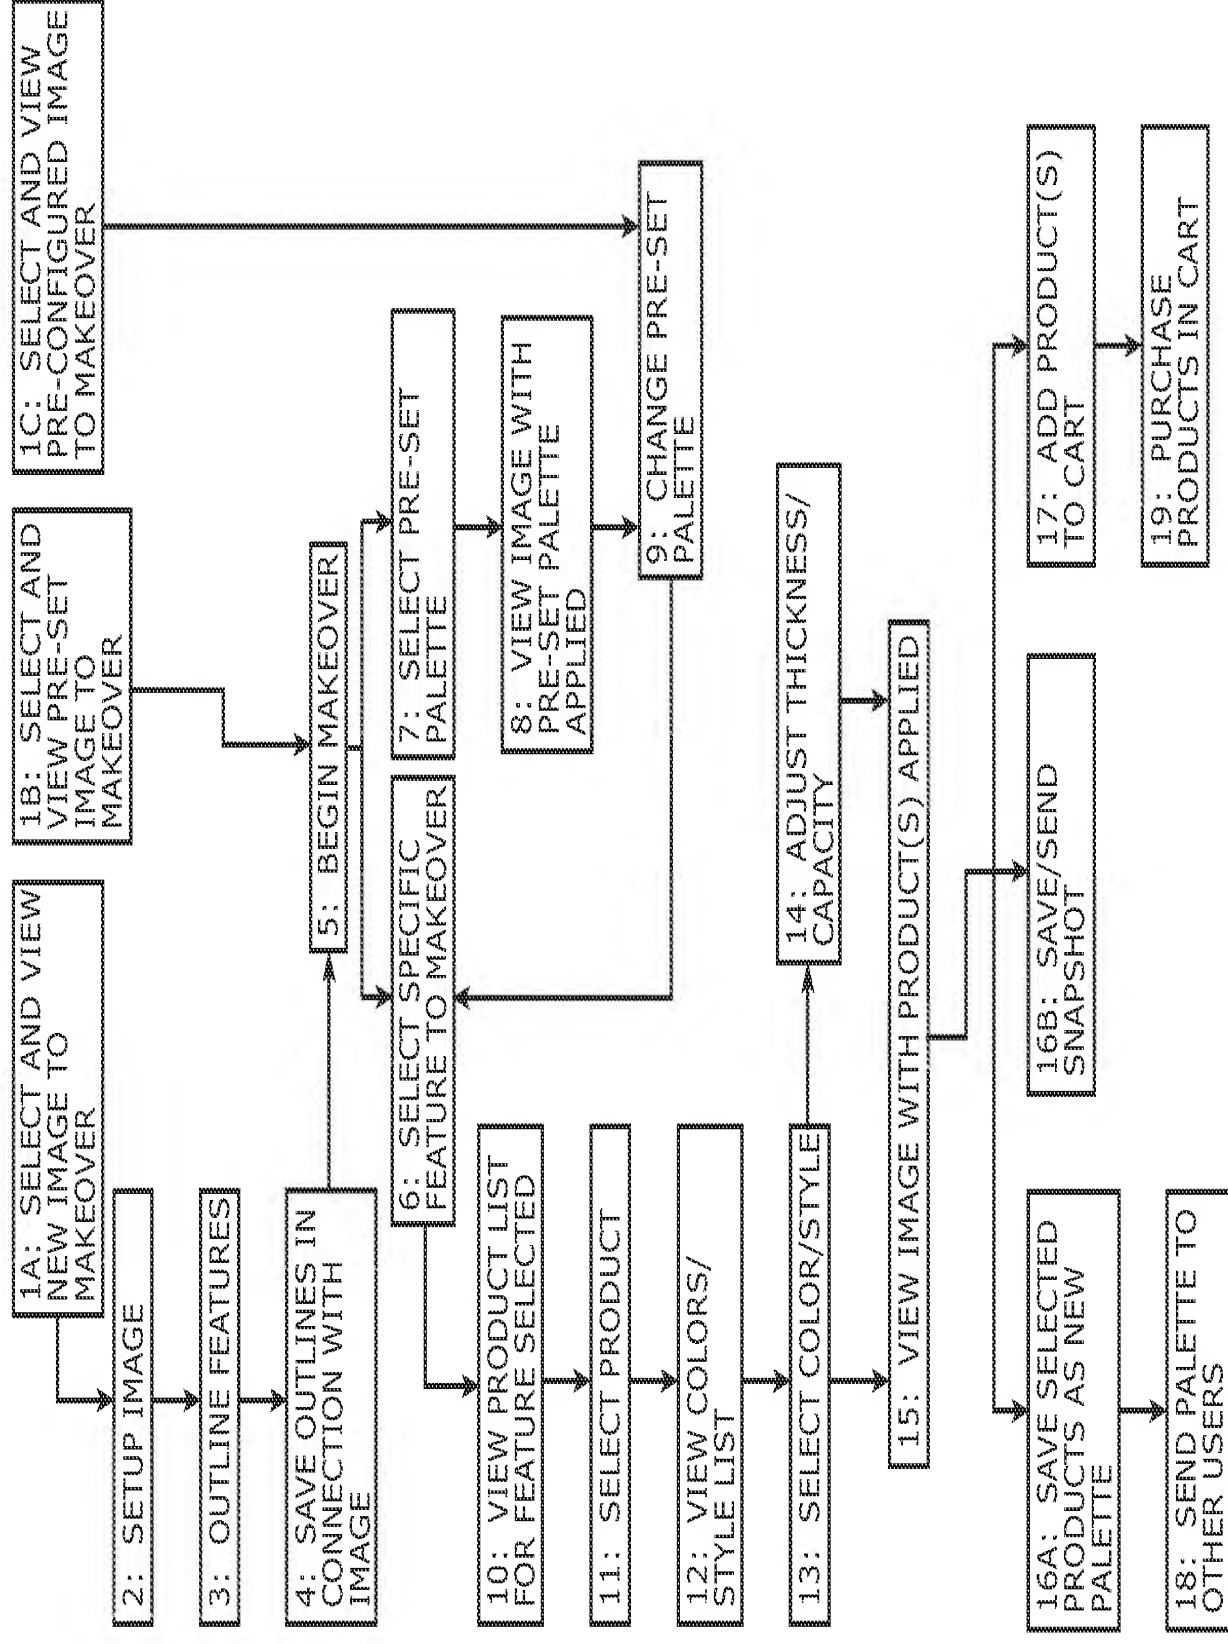 1A: SELECT AND VIEW
NEW IMAGE TO
MAKEOVER
1B: SELECT AND
VIEW PRE-SET
IMAGE TO
MAKEOVER
1C: SELECT AND VIEW
PRE-CONFIGURED IMAGE
TO MAKEOVER
2: SETUP IMAGE
3: OUTLINE FEATURES
4: SAVE OUTLINES IN
CONNECTION WITH
IMAGE
5: BEGIN MAKEOVER
6: SELECT SPECIFIC
FEATURE TO MAKEOVER
7: SELECT PRE-SET
PALETTE
8: VIEW IMAGE WITH
PRE-SET PALETTE
APPLIED
9: CHANGE PRE-SET
PALETTE
10: VIEW PRODUCT LIST
FOR FEATURE SELECTED
11: SELECT PRODUCT
12: VIEW COLORS/
STYLE LIST
13: SELECT COLOR/STYLE
14: ADJUST THICKNESS/
CAPACITY
15: VIEW IMAGE WITH PRODUCT(S) APPLIED
16A: SAVE SELECTED
PRODUCTS AS NEW
PALETTE
16B: SAVE/SEND
SNAPSHOT
17: ADD PRODUCT(S)
TO CART
18: SEND PALETTE TO
OTHER USERS
19: PURCHASE
PRODUCTS IN CART